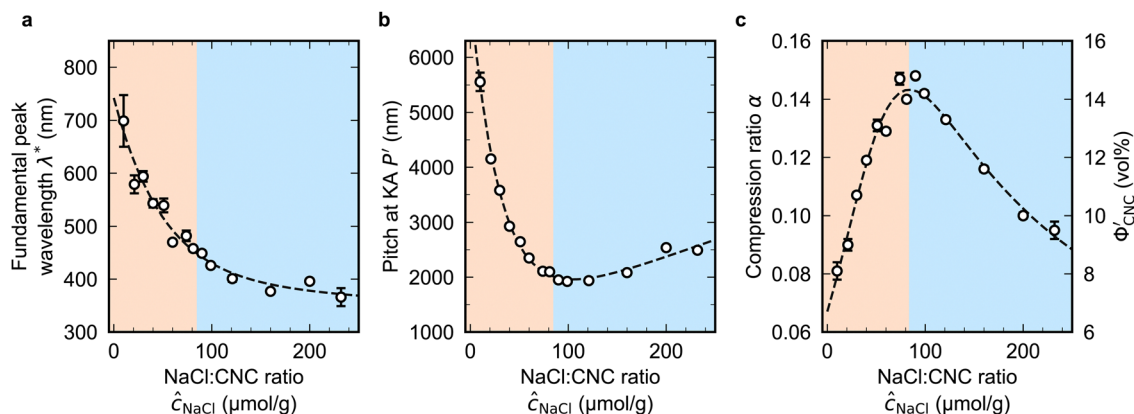 a
Fundamental peak
wavelength λ* (nm)
800
700
600
500
400
300
0
100
200
NaCl:CNC ratio
ĉNaCl (µmol/g)
b
Pitch at KA P′ (nm)
6000
5000
4000
3000
2000
1000
0
100
200
NaCl:CNC ratio
ĉNaCl (µmol/g)
c
Compression ratio α
0.16
0.14
0.12
0.10
0.08
0.06
0
100
200
NaCl:CNC ratio
ĉNaCl (µmol/g)
16
14
12
10
8
6
Φ′CNC (vol%)